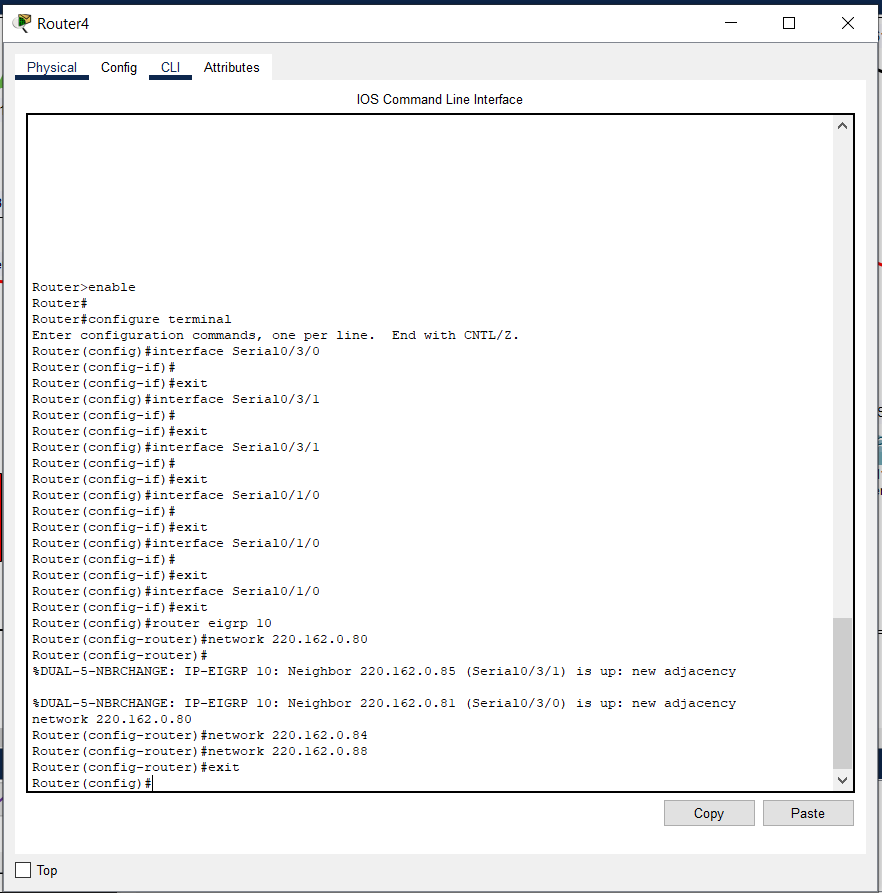 Router4
Physical Config CLI Attributes
IOS Command Line Interface
Router>enable
Router#
Router#configure terminal
Enter configuration commands, one per line.  End with CNTL/Z.
Router(config)#interface Serial0/3/0
Router(config-if)#
Router(config-if)#exit
Router(config)#interface Serial0/3/1
Router(config-if)#
Router(config-if)#exit
Router(config)#interface Serial0/3/1
Router(config-if)#
Router(config-if)#exit
Router(config)#interface Serial0/1/0
Router(config-if)#
Router(config-if)#exit
Router(config)#interface Serial0/1/0
Router(config-if)#
Router(config-if)#exit
Router(config)#interface Serial0/1/0
Router(config-if)#exit
Router(config)#router eigrp 10
Router(config-router)#network 220.162.0.80
Router(config-router)#
%DUAL-5-NBRCHANGE: IP-EIGRP 10: Neighbor 220.162.0.85 (Serial0/3/1) is up: new adjacency
%DUAL-5-NBRCHANGE: IP-EIGRP 10: Neighbor 220.162.0.81 (Serial0/3/0) is up: new adjacency
network 220.162.0.80
Router(config-router)#network 220.162.0.84
Router(config-router)#network 220.162.0.88
Router(config-router)#exit
Router(config)#
Copy Paste
Top